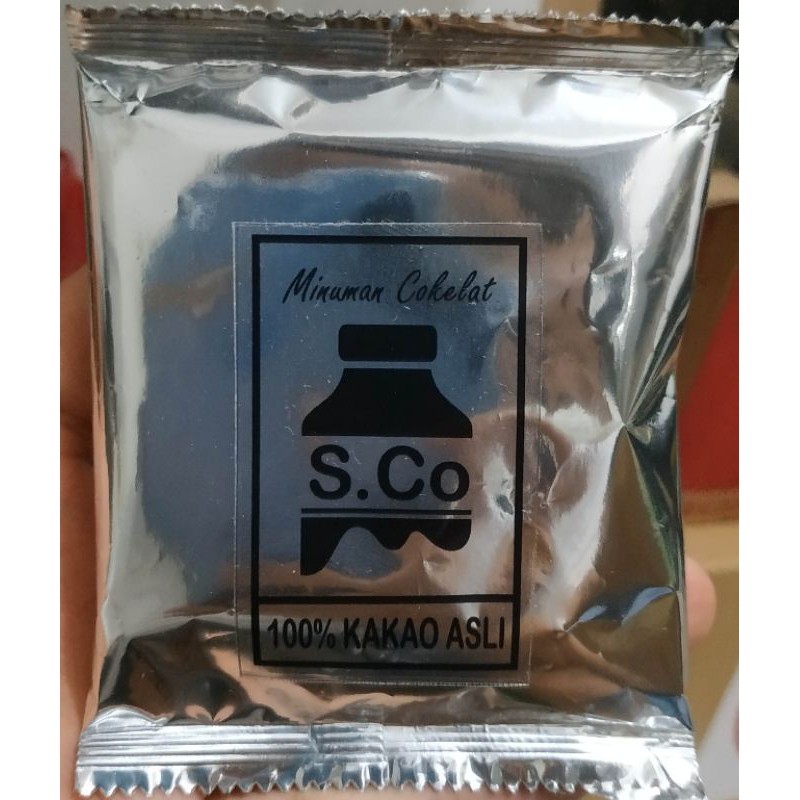 Minuman Cokelat
S.Co
100% KAKAO ASLI